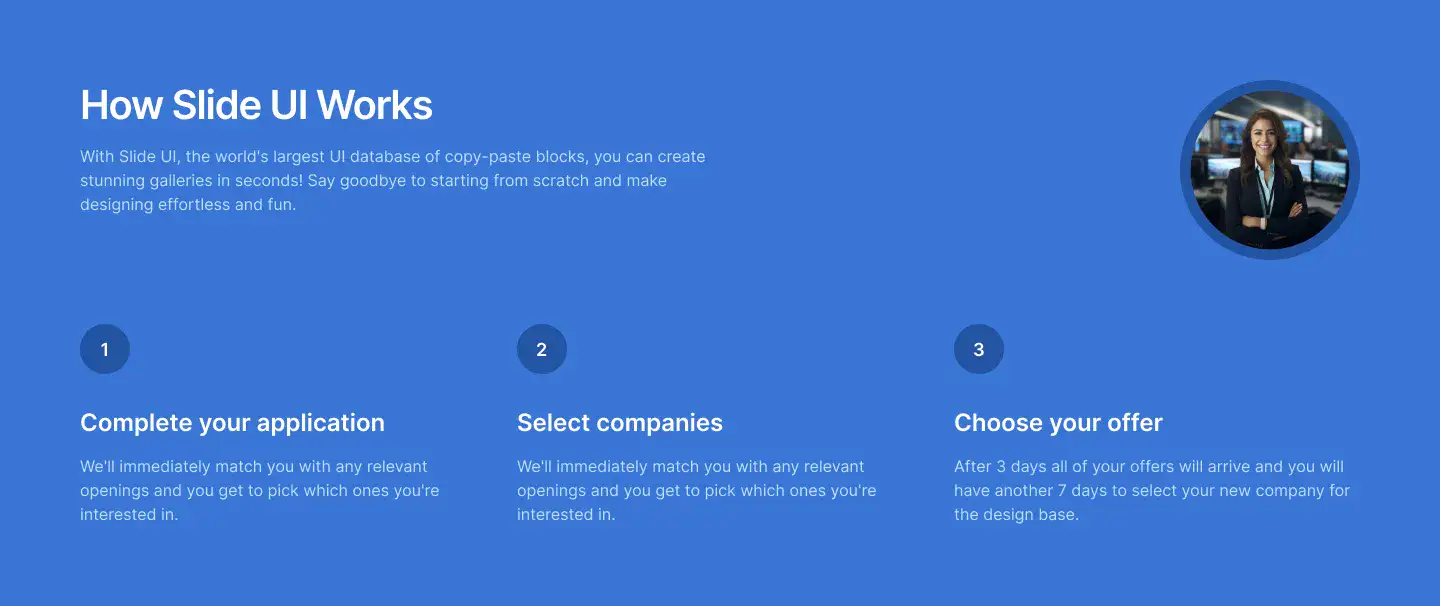 How Slide UI Works
With Slide UI, the world's largest UI database of copy-paste blocks, you can create
stunning galleries in seconds! Say goodbye to starting from scratch and make
designing effortless and fun.
1
Complete your application
We'll immediately match you with any relevant
openings and you get to pick which ones you're
interested in.
2
Select companies
We'll immediately match you with any relevant
openings and you get to pick which ones you're
interested in.
3
Choose your offer
After 3 days all of your offers will arrive and you will
have another 7 days to select your new company for
the design base.